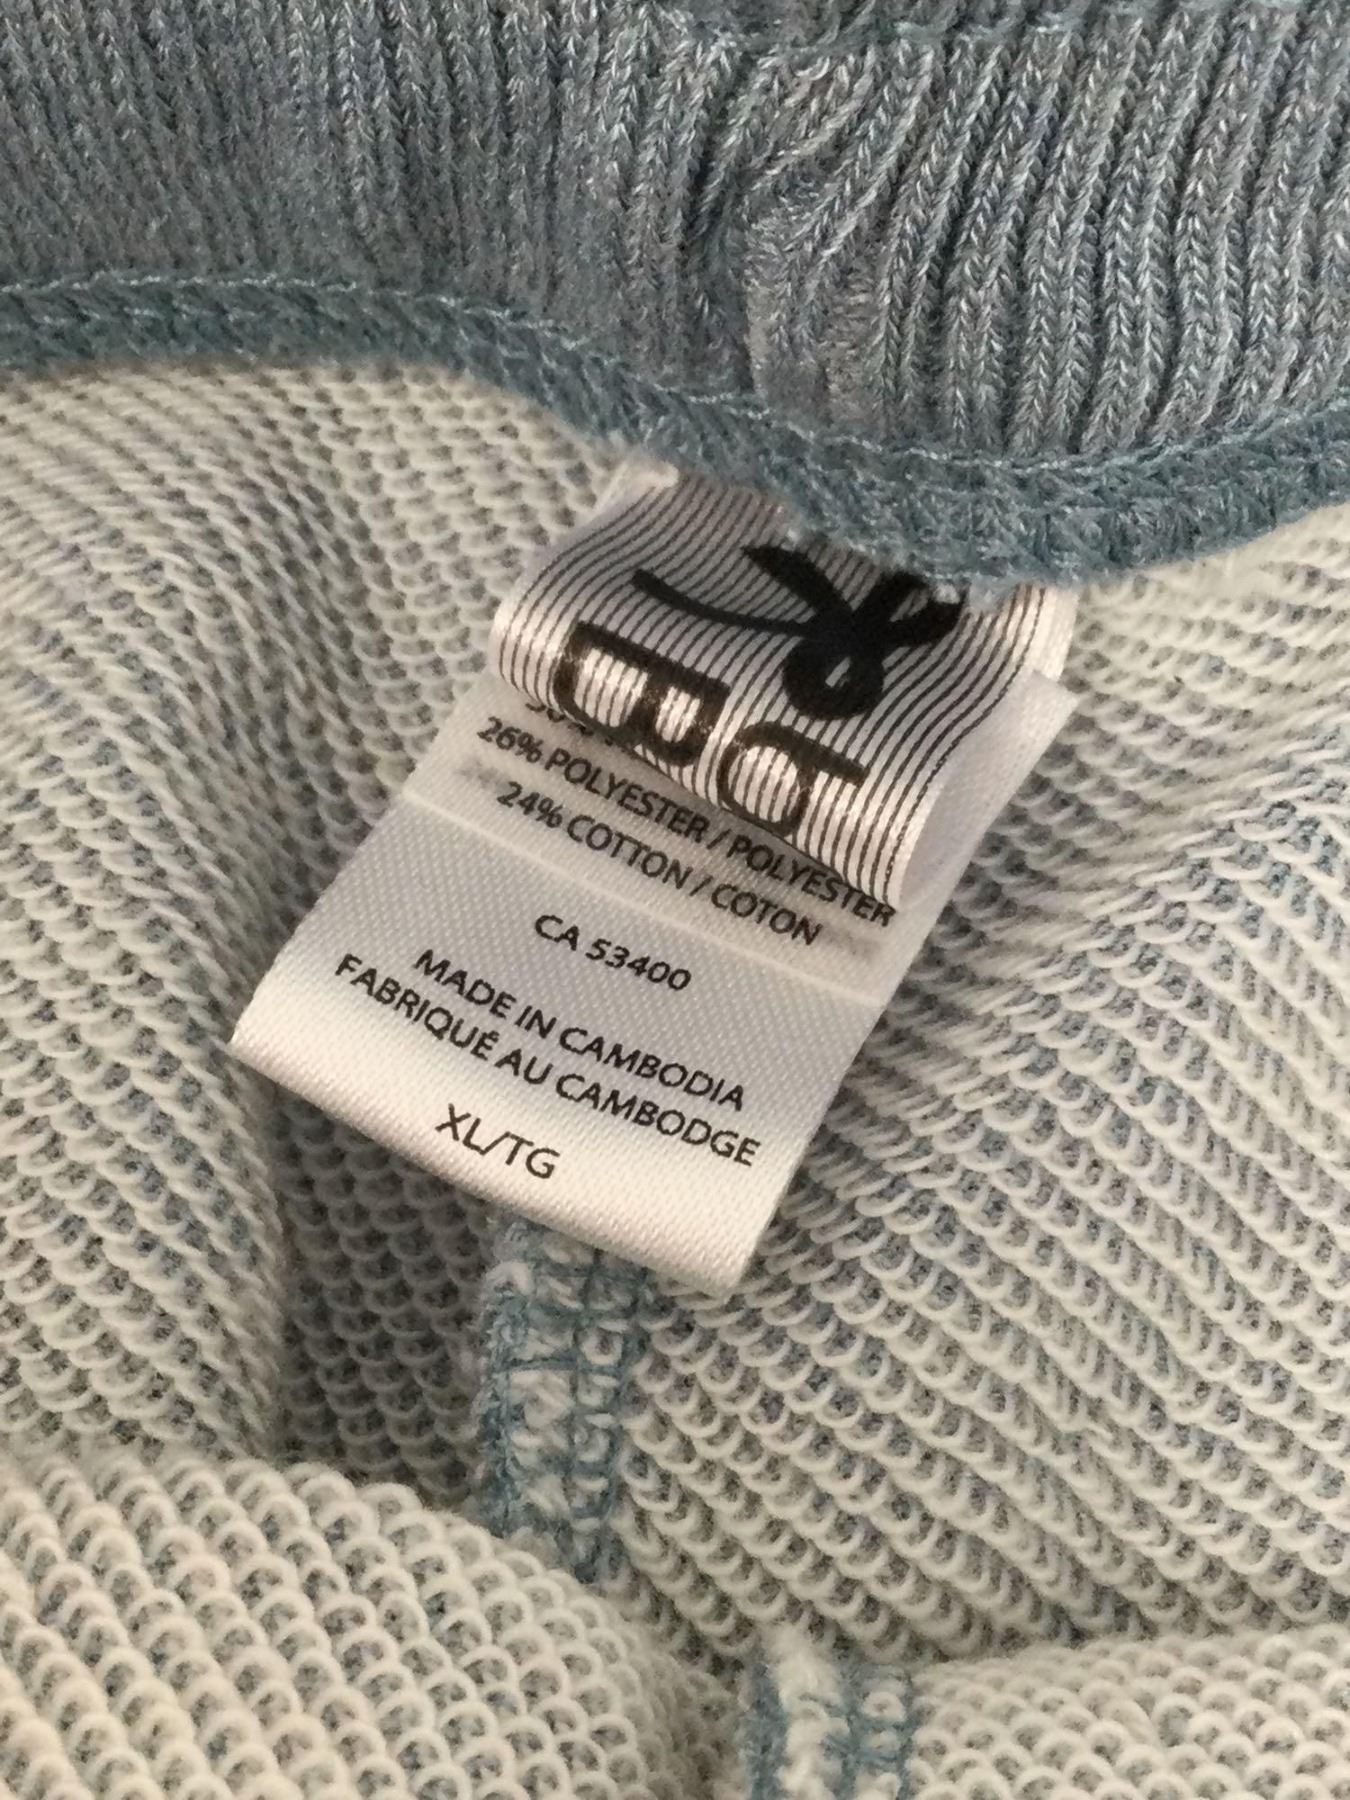 26% POLYESTER / POLYESTER
24% COTTON / COTON
CA 53400
MADE IN CAMBODIA
FABRIQUÉ AU CAMBODGE
XL/TG